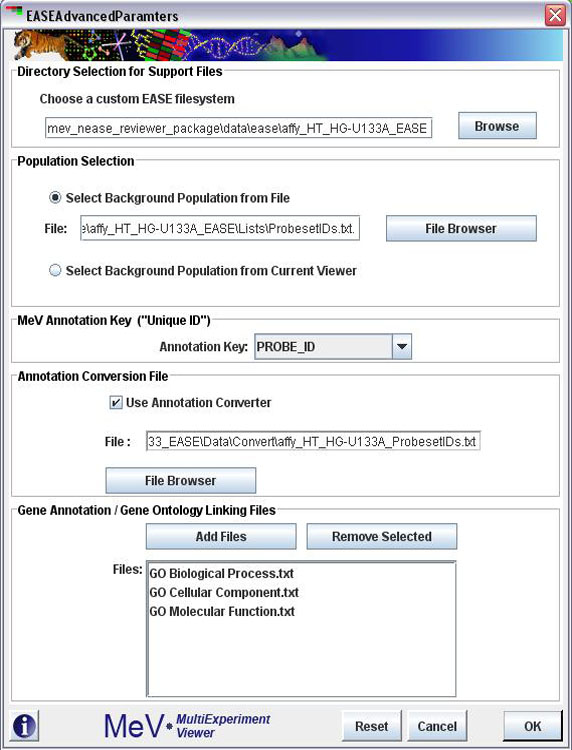 EASEAdvancedParamters
Directory Selection for Support Files
Choose a custom EASE filesystem
mev_nease_reviewer_package\data\ease\affy_HT_HG-U133A_EASE
Browse
Population Selection
Select Background Population from File
File: e\affy_HT_HG-U133A_EASE\Lists\ProbesetIDs.txt.
File Browser
Select Background Population from Current Viewer
MeV Annotation Key ("Unique ID")
Annotation Key: PROBE_ID
Annotation Conversion File
Use Annotation Converter
File : 33_EASE\Data\Convert\affy_HT_HG-U133A_ProbesetIDs.txt
File Browser
Gene Annotation / Gene Ontology Linking Files
Add Files
Remove Selected
Files:
GO Biological Process.txt
GO Cellular Component.txt
GO Molecular Function.txt
MeV MultiExperiment
Viewer
Reset
Cancel
OK